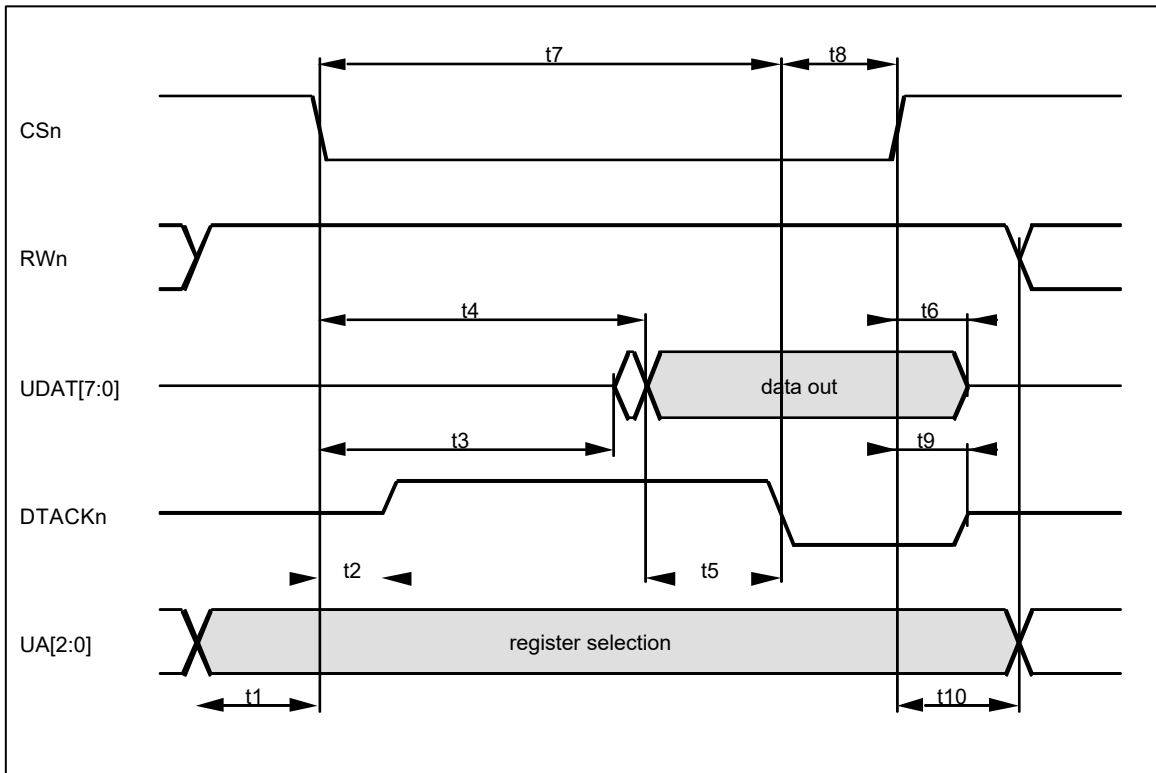 t7
t8
CSn
RWn
t4
t6
UDAT[7:0]
data out
t3
t9
DTACKn
t2
t5
UA[2:0]
register selection
t1
t10